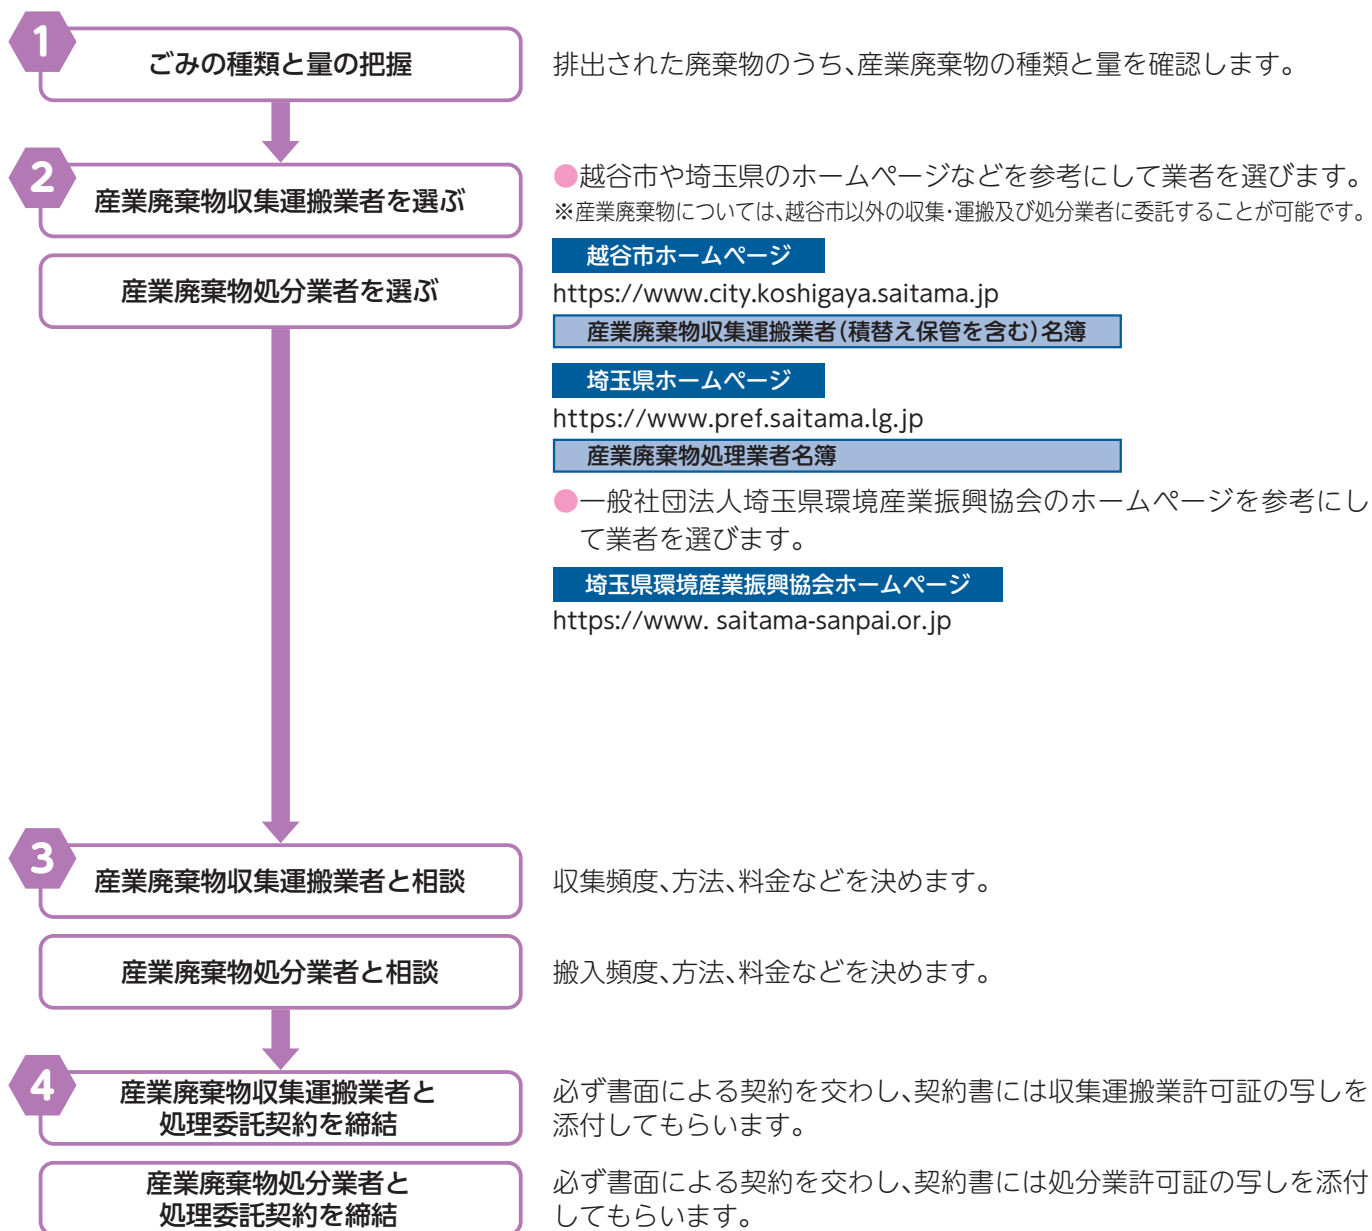 1
ごみの種類と量の把握
排出された廃棄物のうち、産業廃棄物の種類と量を確認します。
2
産業廃棄物収集運搬業者を選ぶ
産業廃棄物処分業者を選ぶ
●越谷市や埼玉県のホームページなどを参考にして業者を選びます。
※産業廃棄物については、越谷市以外の収集・運搬及び処分業者に委託することが可能です。
越谷市ホームページ
https://www.city.koshigaya.saitama.jp
産業廃棄物収集運搬業者(積替え保管を含む)名簿
埼玉県ホームページ
https://www.pref.saitama.lg.jp
産業廃棄物処理業者名簿
●一般社団法人埼玉県環境産業振興協会のホームページを参考にし
て業者を選びます。
埼玉県環境産業振興協会ホームページ
https://www. saitama-sanpai.or.jp
3
産業廃棄物収集運搬業者と相談
収集頻度、方法、料金などを決めます。
産業廃棄物処分業者と相談
搬入頻度、方法、料金などを決めます。
4
産業廃棄物収集運搬業者と
処理委託契約を締結
必ず書面による契約を交わし、契約書には収集運搬業許可証の写しを
添付してもらいます。
産業廃棄物処分業者と
処理委託契約を締結
必ず書面による契約を交わし、契約書には処分業許可証の写しを添付
してもらいます。